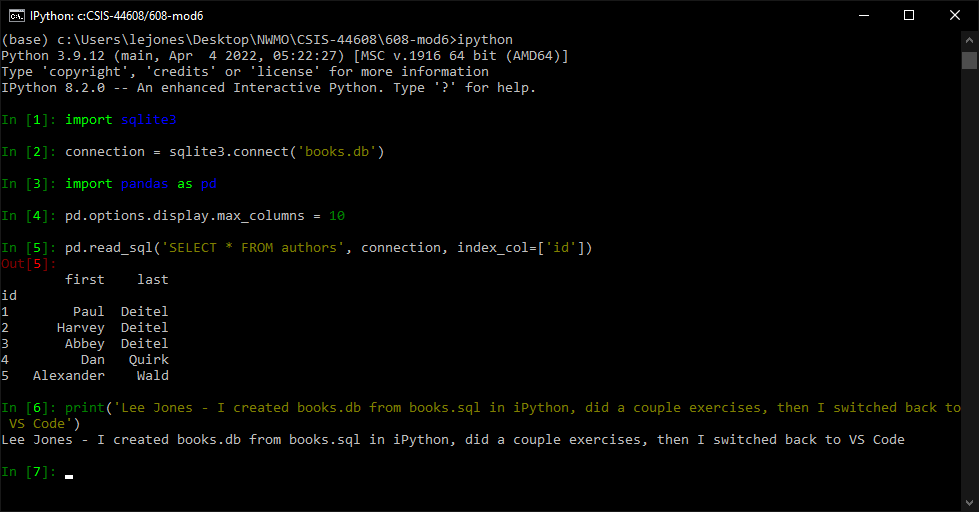 IPython: c:CSIS-44608/608-mod6
(base) c:\Users\lejones\Desktop\NWMO\CSIS-44608\608-mod6>ipython
Python 3.9.12 (main, Apr  4 2022, 05:22:27) [MSC v.1916 64 bit (AMD64)]
Type 'copyright', 'credits' or 'license' for more information
IPython 8.2.0 -- An enhanced Interactive Python. Type '?' for help.
In [1]: import sqlite3
In [2]: connection = sqlite3.connect('books.db')
In [3]: import pandas as pd
In [4]: pd.options.display.max_columns = 10
In [5]: pd.read_sql('SELECT * FROM authors', connection, index_col=['id'])
Out[5]:
        first    last
id
1        Paul  Deitel
2      Harvey  Deitel
3       Abbey  Deitel
4         Dan   Quirk
5   Alexander    Wald
In [6]: print('Lee Jones - I created books.db from books.sql in iPython, did a couple exercises, then I switched back to
 VS Code')
Lee Jones - I created books.db from books.sql in iPython, did a couple exercises, then I switched back to VS Code
In [7]: